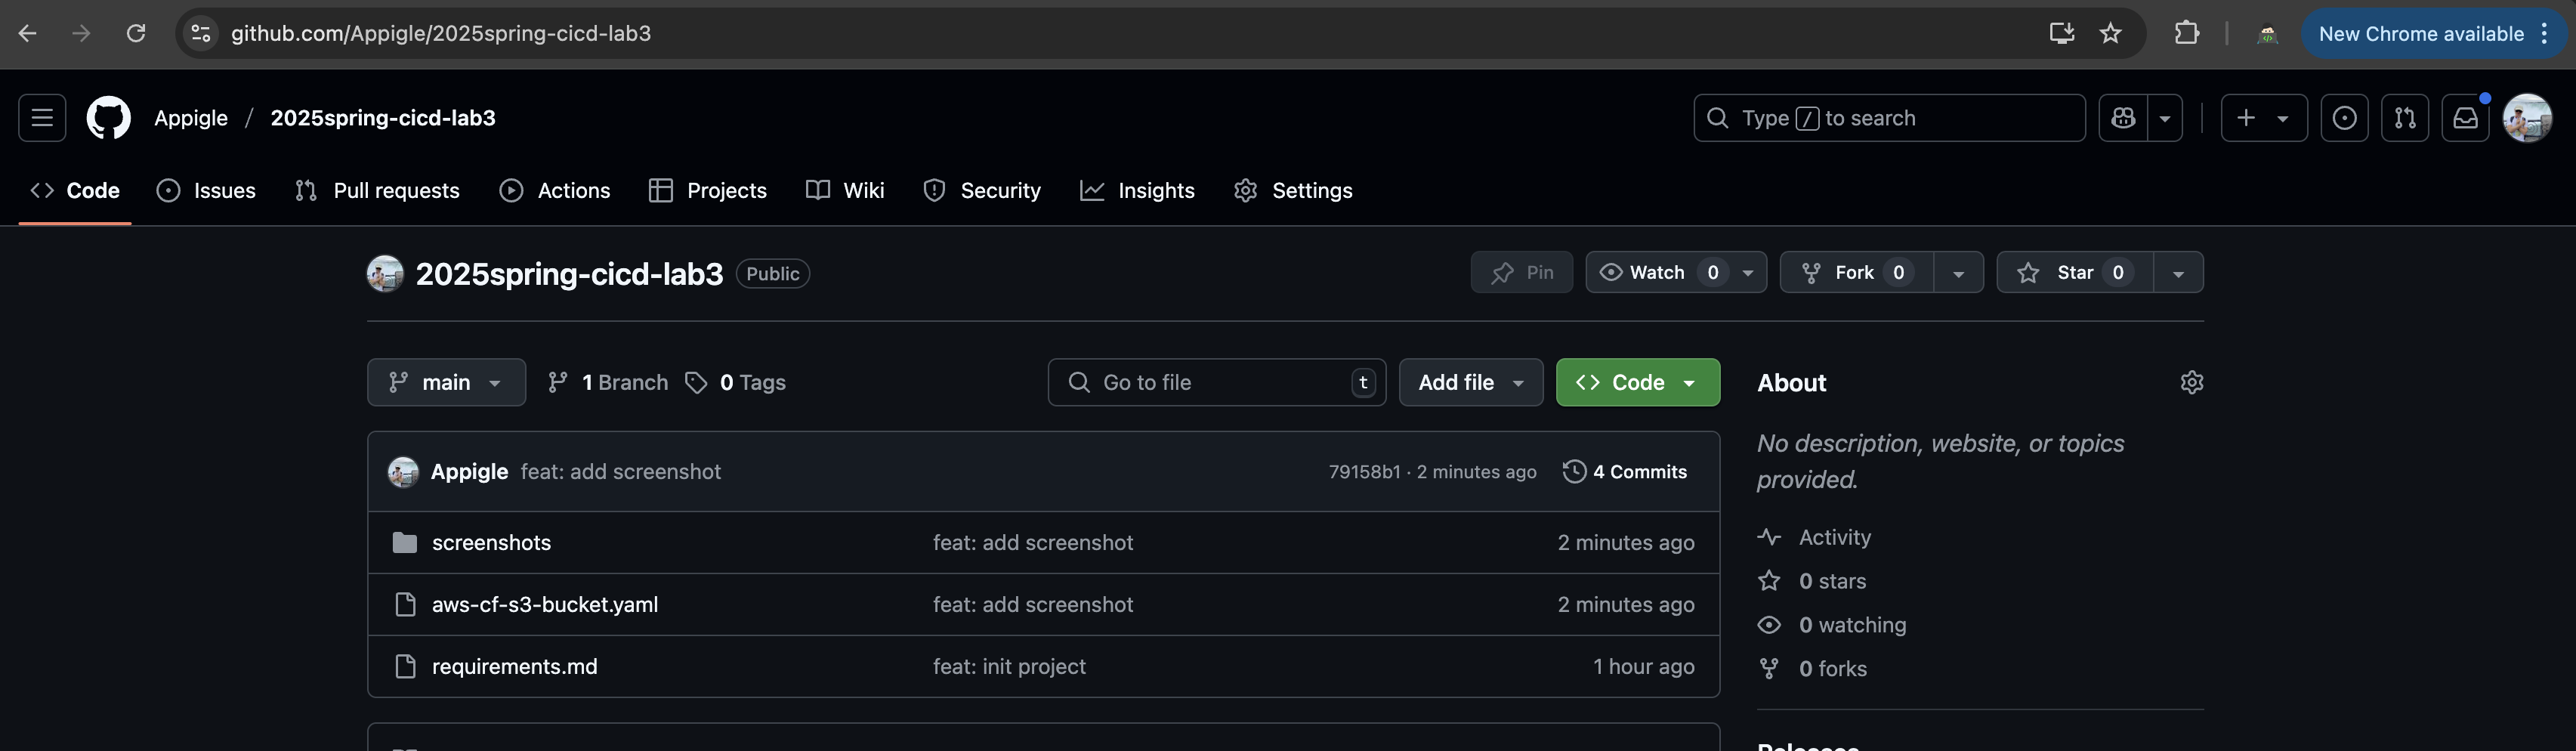 github.com/Appigle/2025spring-cicd-lab3
New Chrome available
Appigle / 2025spring-cicd-lab3
Type / to search
Code Issues Pull requests Actions Projects Wiki Security Insights Settings
2025spring-cicd-lab3 Public
Pin Watch 0 Fork 0 Star 0
main 1 Branch 0 Tags
Go to file t Add file Code
About
No description, website, or topics
provided.
Appigle feat: add screenshot 79158b1 · 2 minutes ago 4 Commits
screenshots feat: add screenshot 2 minutes ago
aws-cf-s3-bucket.yaml feat: add screenshot 2 minutes ago
requirements.md feat: init project 1 hour ago
Activity
0 stars
0 watching
0 forks
Releases